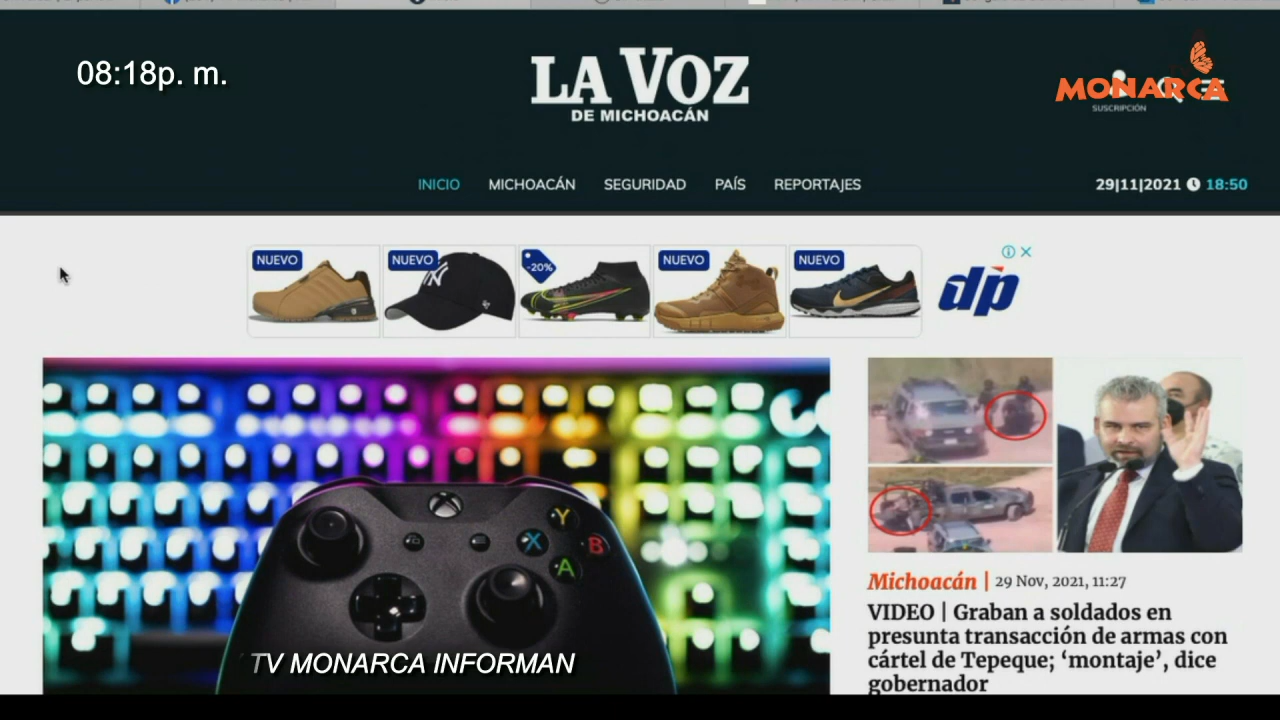 08:18p. m.
LA VOZ
DE MICHOACÁN
MONARCA
SUSCRIPCIÓN
INICIO MICHOACÁN SEGURIDAD PAÍS REPORTAJES
29|11|2021 18:50
NUEVO
NUEVO
-20%
NUEVO
NUEVO
dp
Y
X
B
A
Michoacán | 29 Nov, 2021, 11:27
VIDEO | Graban a soldados en
presunta transacción de armas con
cártel de Tepeque; ‘montaje’, dice
gobernador
TV MONARCA INFORMAN